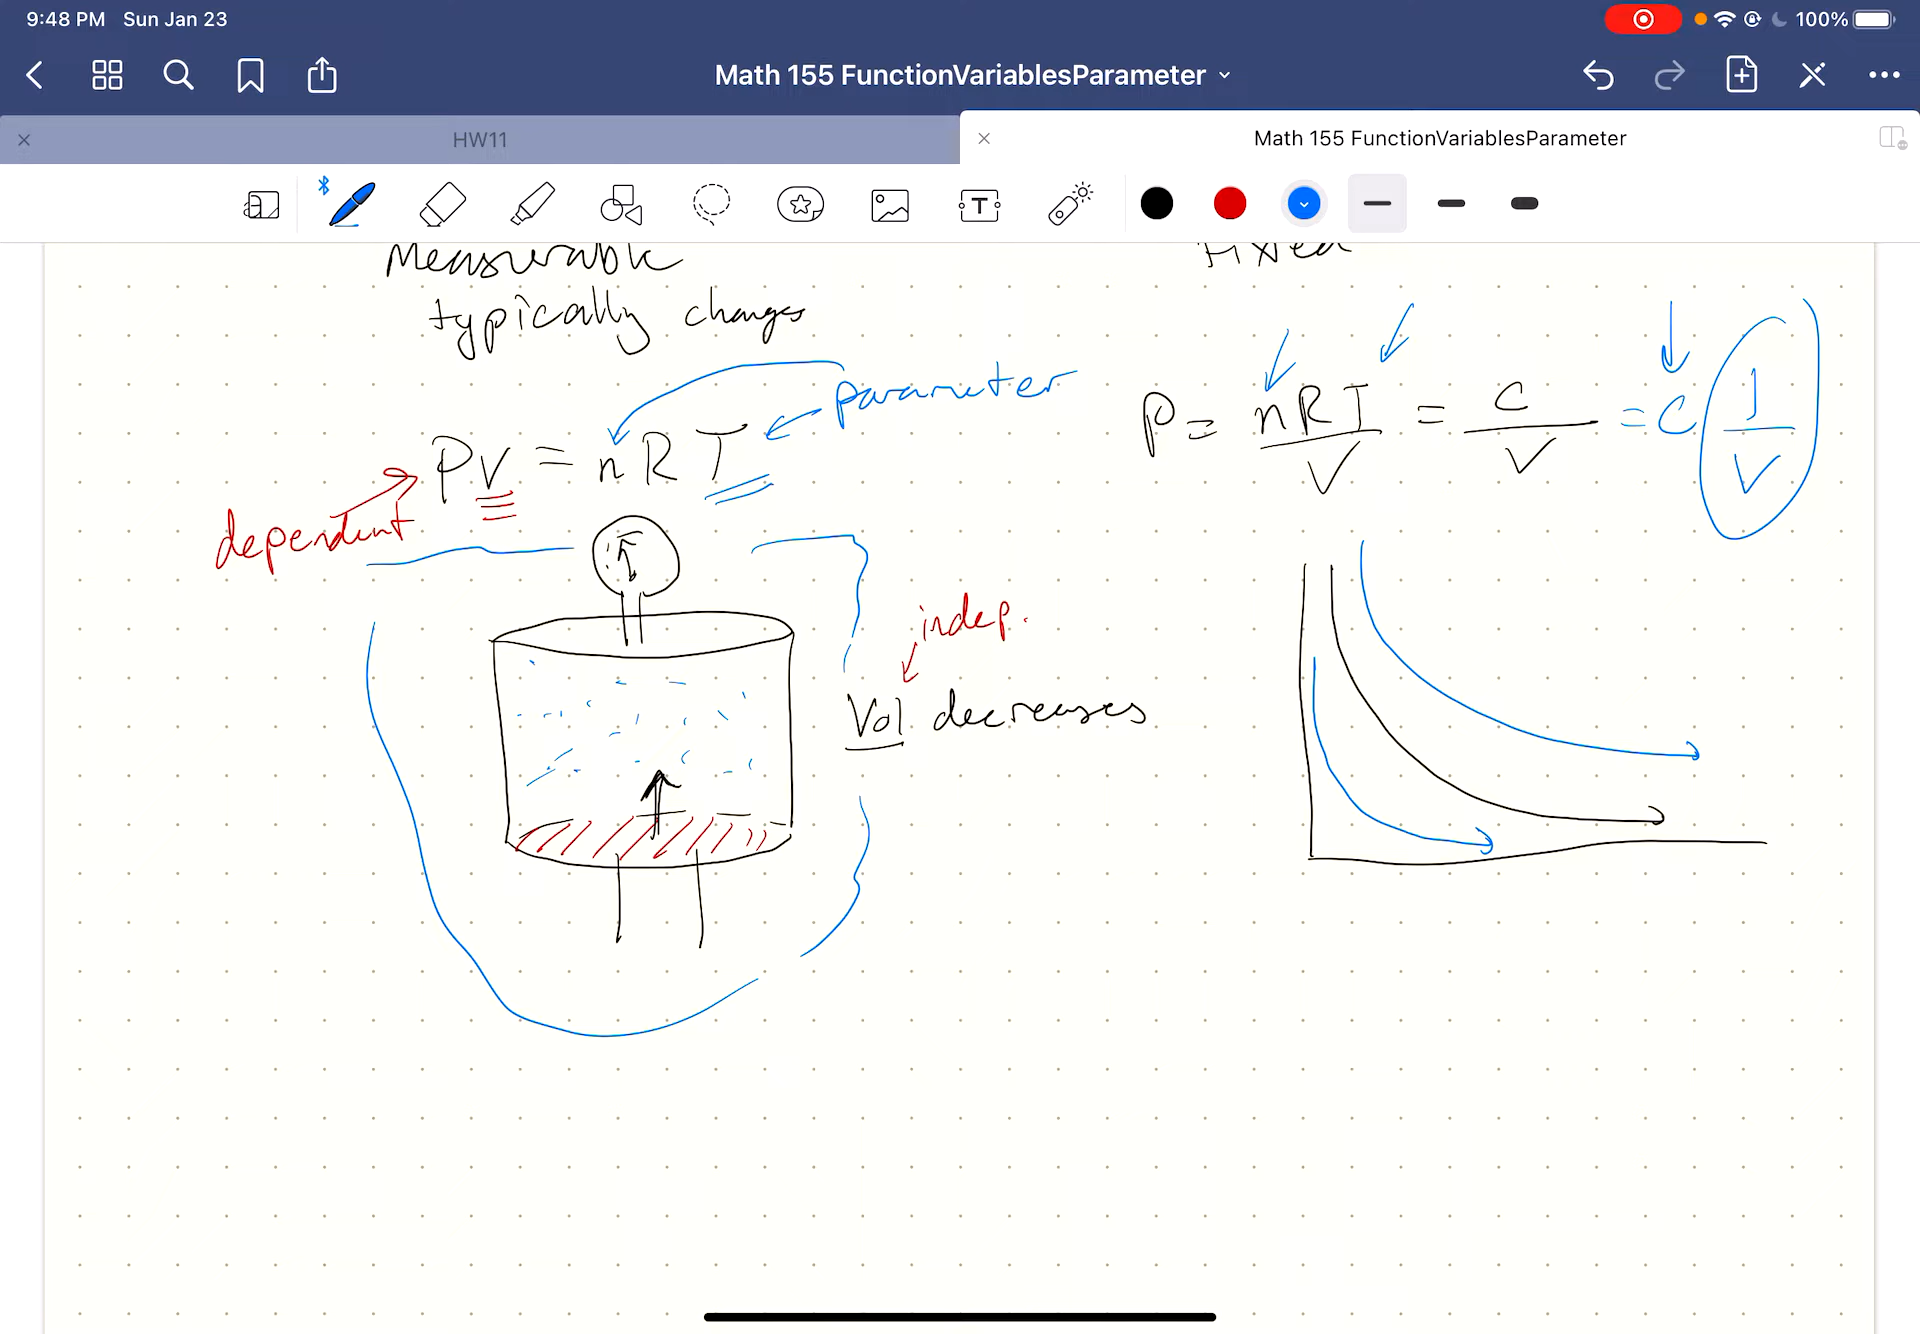 9:48 PM Sun Jan 23
100%
Math 155 FunctionVariablesParameter
HW11
Math 155 FunctionVariablesParameter
Measurable
typically changes
Fixed
parameter
PV = nRT
P = nRT/V = C/V = C 1/V
dependent
indep.
Vol decreases